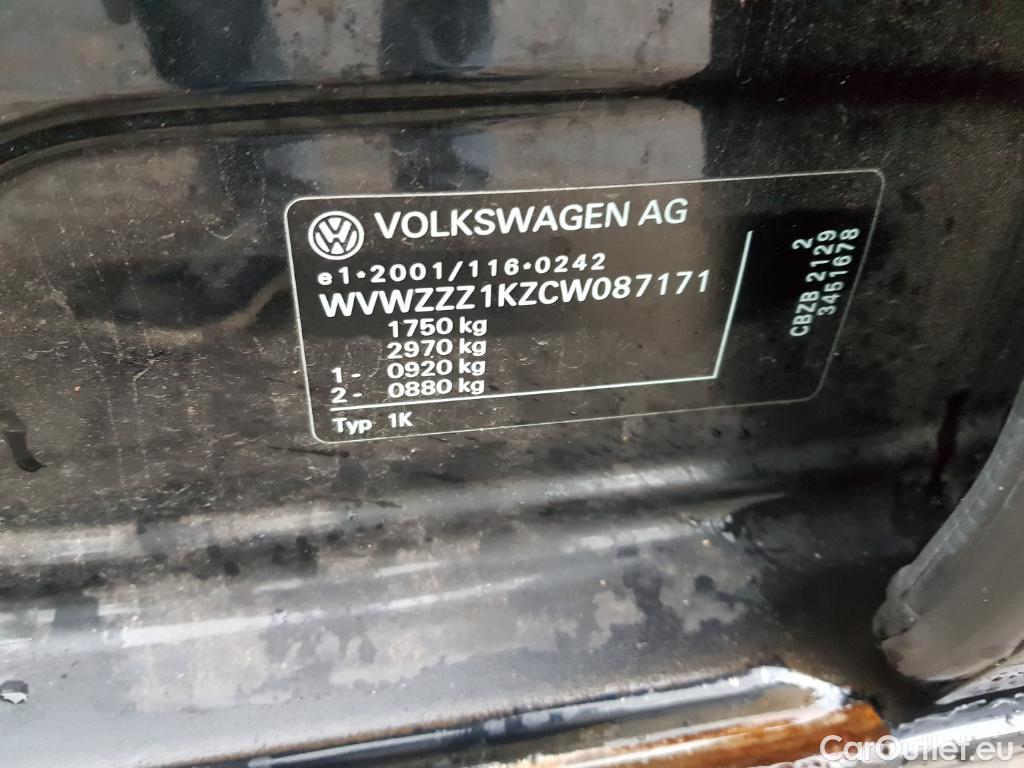 VOLKSWAGEN AG
e1*2001/116*0242
WVWZZZ1KZCW087171
1750 kg
2970 kg
1- 0920 kg
2- 0880 kg
Typ 1K
2
CBZB 2129
3451678
CarOutlet.eu